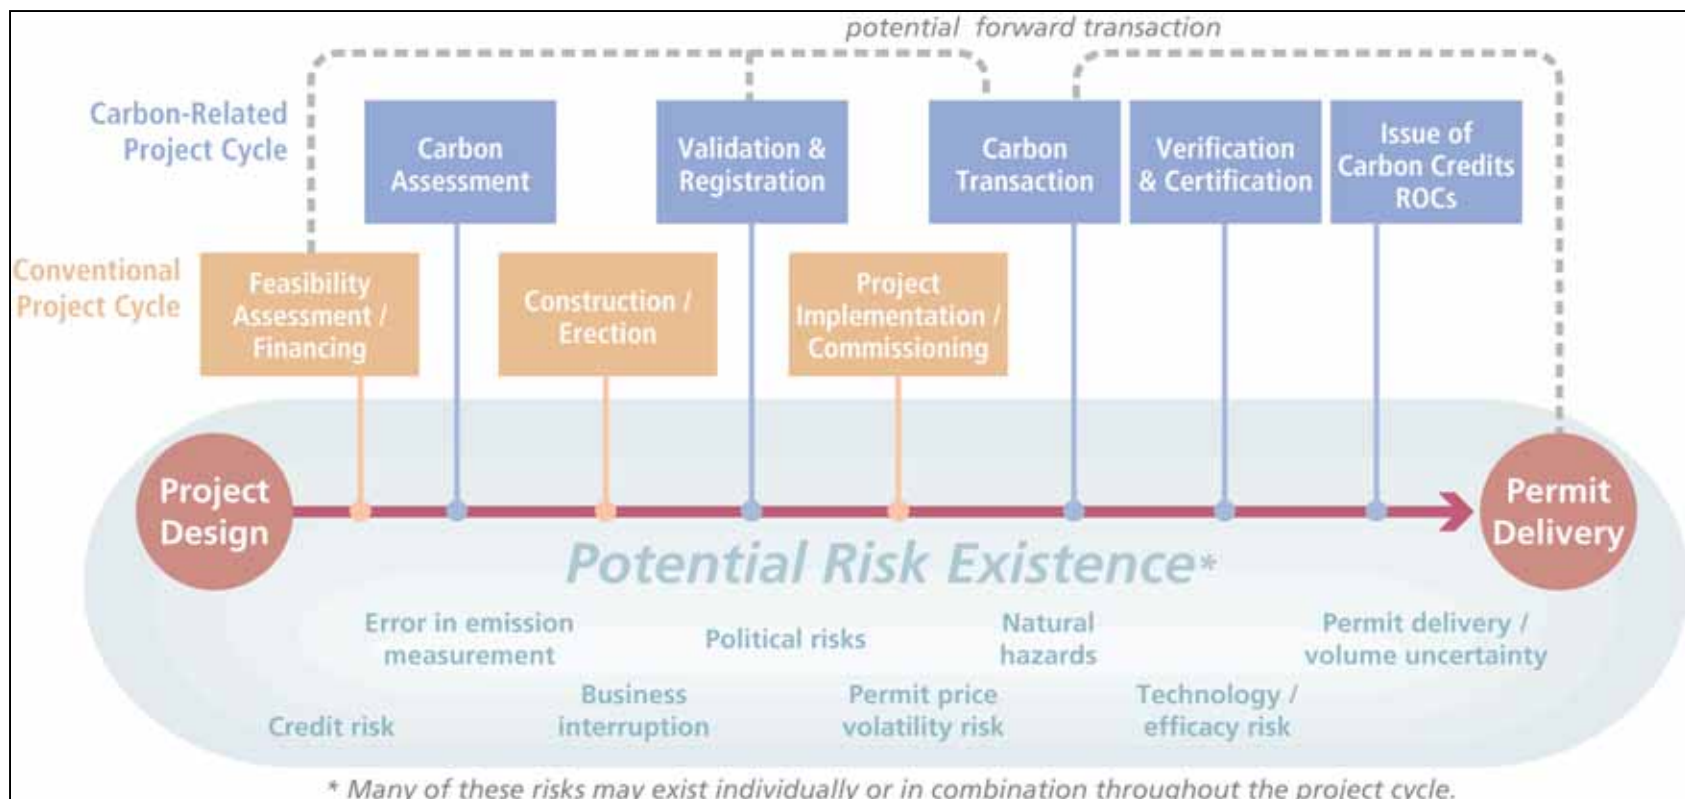 potential forward transaction
Carbon-Related
Project Cycle
Carbon
Assessment
Validation &
Registration
Carbon
Transaction
Verification
& Certification
Issue of
Carbon Credits
ROCs
Conventional
Project Cycle
Feasibility
Assessment /
Financing
Construction /
Erection
Project
Implementation /
Commissioning
Project
Design
Permit
Delivery
Potential Risk Existence*
Error in emission
measurement
Political risks
Natural
hazards
Permit delivery /
volume uncertainty
Credit risk
Business
interruption
Permit price
volatility risk
Technology /
efficacy risk
* Many of these risks may exist individually or in combination throughout the project cycle.